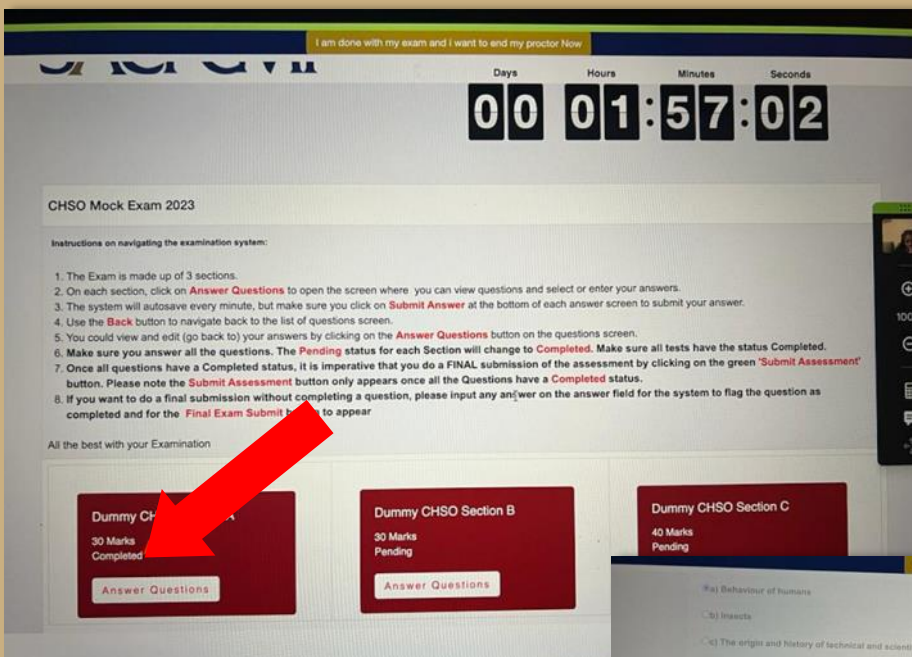 I am done with my exam and i want to end my proctor Now
Days Hours Minutes Seconds
00 01:57:02
CHSO Mock Exam 2023
Instructions on navigating the examination system:
1. The Exam is made up of 3 sections.
2. On each section, click on Answer Questions to open the screen where you can view questions and select or enter your answers.
3. The system will autosave every minute, but make sure you click on Submit Answer at the bottom of each answer screen to submit your answer.
4. Use the Back button to navigate back to the list of questions screen.
5. You could view and edit (go back to) your answers by clicking on the Answer Questions button on the questions screen.
6. Make sure you answer all the questions. The Pending status for each Section will change to Completed. Make sure all tests have the status Completed.
7. Once all questions have a Completed status, it is imperative that you do a FINAL submission of the assessment by clicking on the green 'Submit Assessment'
button. Please note the Submit Assessment button only appears once all the Questions have a Completed status.
8. If you want to do a final submission without completing a question, please input any answer on the answer field for the system to flag the question as
completed and for the Final Exam Submit to appear
All the best with your Examination
Dummy
30 Marks
Completed
Answer Questions
Dummy CHSO Section B
30 Marks
Pending
Answer Questions
Dummy CHSO Section C
40 Marks
Pending
a) Behaviour of humans
b) Insects
c) The origin and history of technical and